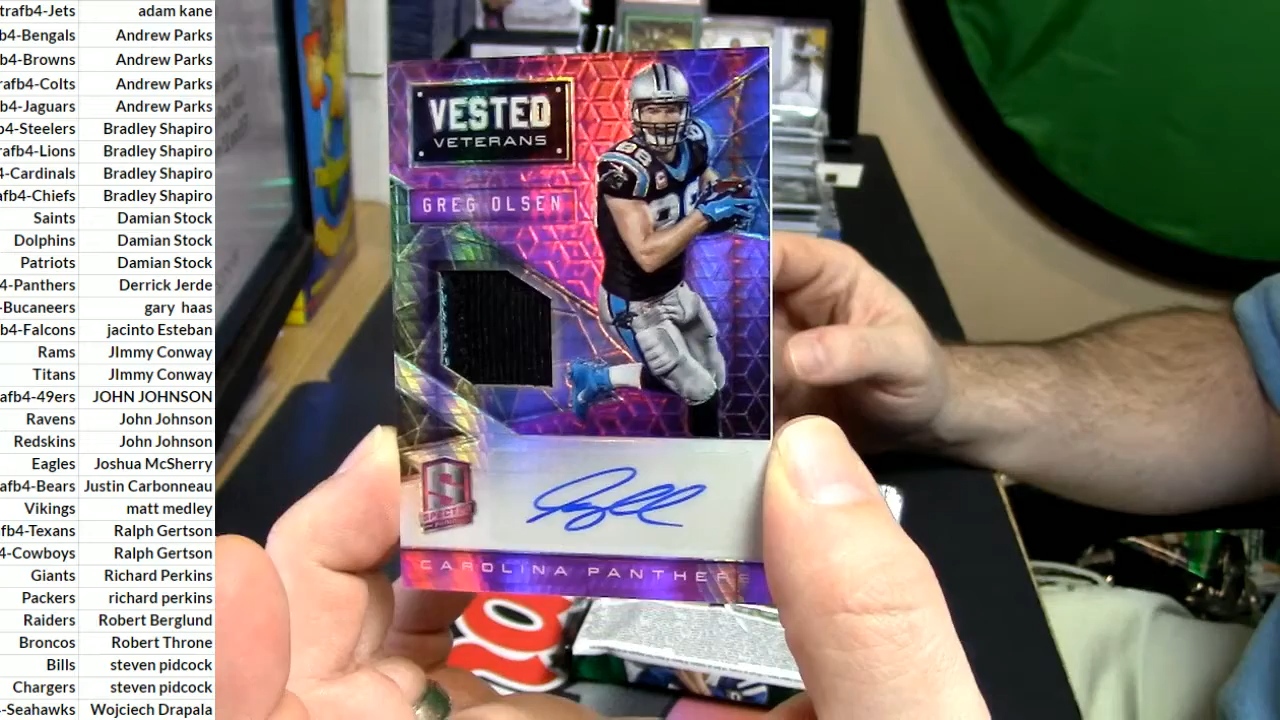 trafb4-Jets adam kane
-Bengals Andrew Parks
b4-Browns Andrew Parks
rafb4-Colts Andrew Parks
b4-Jaguars Andrew Parks
b4-Steelers Bradley Shapiro
rafb4-Lions Bradley Shapiro
4-Cardinals Bradley Shapiro
afb4-Chiefs Bradley Shapiro
Saints Damian Stock
Dolphins Damian Stock
Patriots Damian Stock
4-Panthers Derrick Jerde
-Bucaneers gary haas
b4-Falcons jacinto Esteban
Rams JImmy Conway
Titans JImmy Conway
afb4-49ers JOHN JOHNSON
Ravens John Johnson
Redskins John Johnson
Eagles Joshua McSherry
afb4-Bears Justin Carbonneau
Vikings matt medley
fb4-Texans Ralph Gertson
4-Cowboys Ralph Gertson
Giants Richard Perkins
Packers richard perkins
Raiders Robert Berglund
Broncos Robert Throne
Bills steven pidcock
Chargers steven pidcock
-Seahawks Wojciech Drapala
VESTED
VETERANS
GREG OLSEN
88
S
SPECTRA
CAROLINA PANTHERS